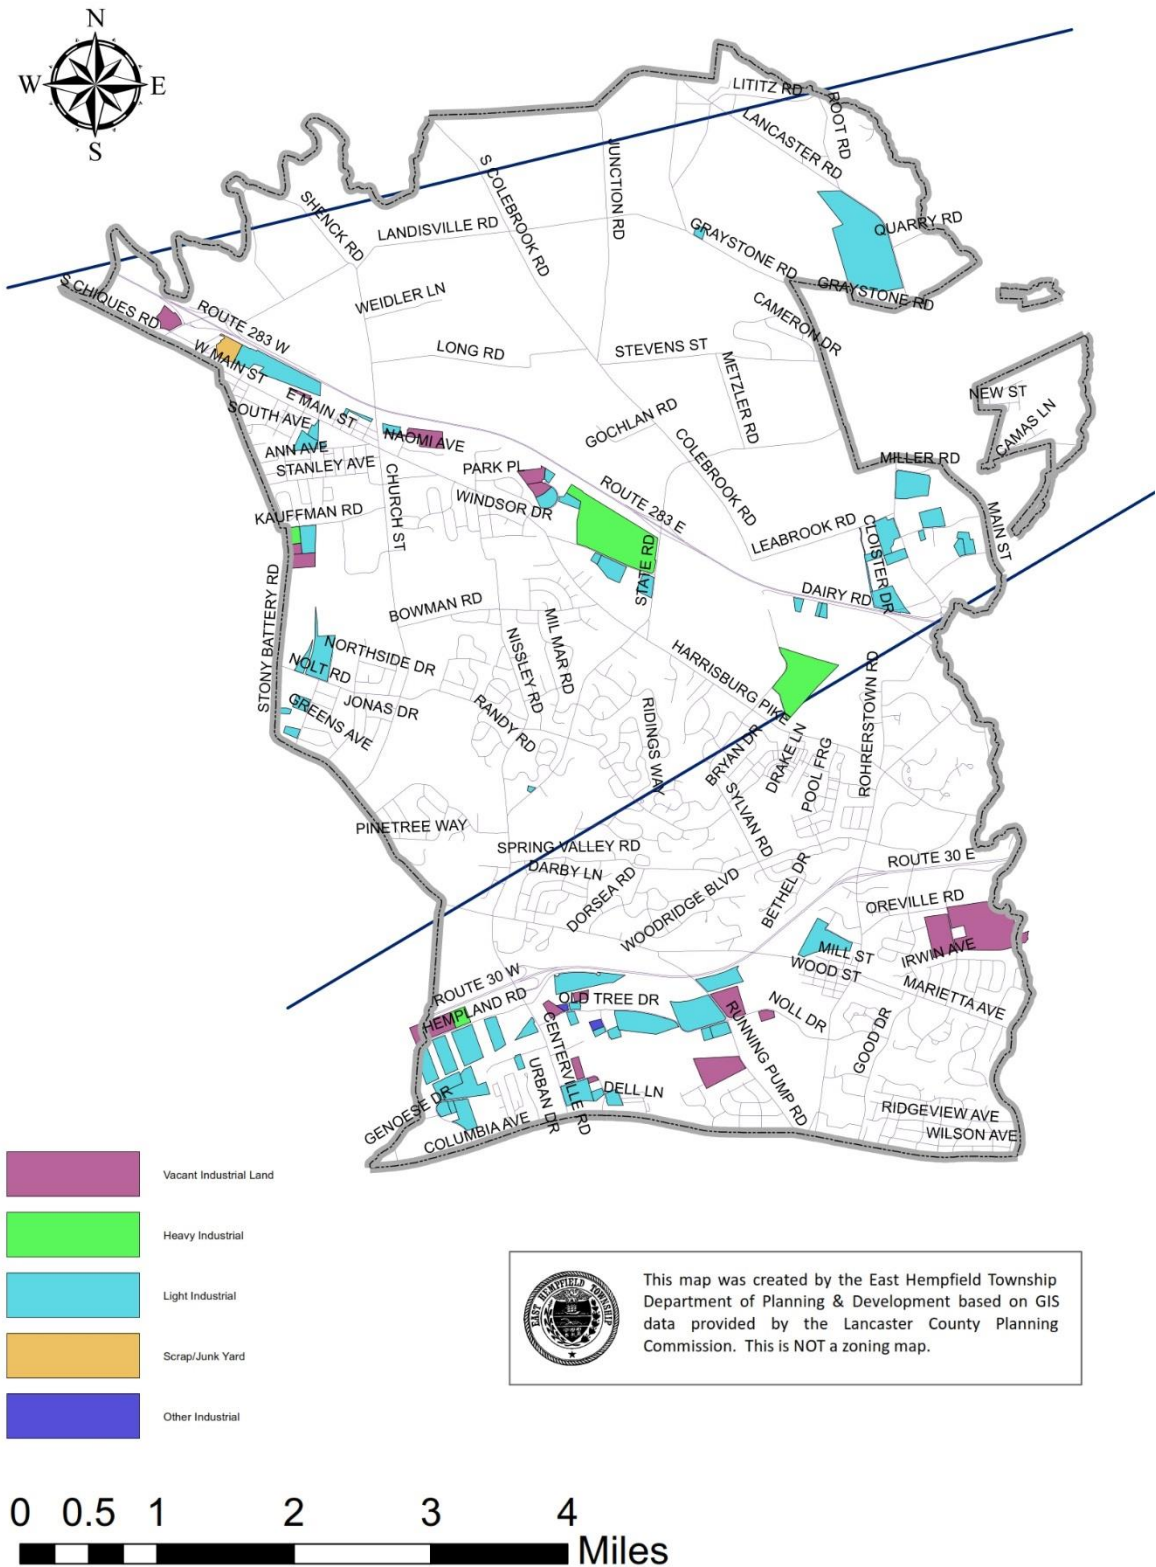 N
W E
S
LITITZ RD
ROOT RD
LANCASTER RD
JUNCTION RD
S COLEBROOK RD
SHENCK RD
LANDISVILLE RD
QUARRY RD
GRAYSTONE RD
GRAYSTONE RD
S CHIQUES RD
ROUTE 283 W
WEIDLER LN
CAMERON DR
W MAIN ST
LONG RD
STEVENS ST
METZLER RD
E MAIN ST
SOUTH AVE
NEW ST
CAMAS LN
GOCHLAN RD
NAOMI AVE
ANN AVE
COLEBROOK RD
STANLEY AVE
PARK PL
MILLER RD
CHURCH ST
WINDSOR DR
ROUTE 283 E
KAUFFMAN RD
MAIN ST
LEABROOK RD
CLOISTER DR
STATE RD
DAIRY RD
STONY BATTERY RD
BOWMAN RD
MIL MAR RD
NISSLEY RD
NORTHSIDE DR
HARRISBURG PIKE
NOLT RD
ROHRERSTOWN RD
JONAS DR
GREENS AVE
RANDY RD
RIDINGS WAY
BRYAN DR
DRAKE LN
POOL FRG
SYLVAN RD
PINETREE WAY
SPRING VALLEY RD
DARBY LN
ROUTE 30 E
DORSEA RD
WOODRIDGE BLVD
BETHEL DR
OREVILLE RD
MILL ST
IRWIN AVE
WOOD ST
MARIETTA AVE
ROUTE 30 W
HEMPLAND RD
OLD TREE DR
NOLL DR
RUNNING PUMP RD
GOOD DR
CENTERVILLE RD
URBAN DR
DELL LN
GENOESE DR
COLUMBIA AVE
RIDGEVIEW AVE
WILSON AVE
Vacant Industrial Land
Heavy Industrial
Light Industrial
Scrap/Junk Yard
Other Industrial
EAST HEMPFIELD TOWNSHIP
This map was created by the East Hempfield Township
Department of Planning & Development based on GIS
data provided by the Lancaster County Planning
Commission. This is NOT a zoning map.
0 0.5 1 2 3 4
Miles